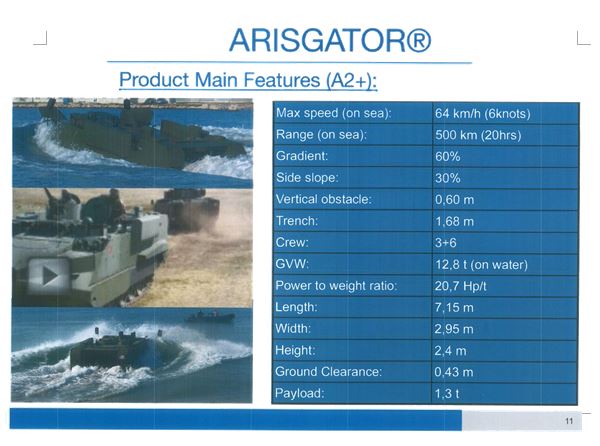 ARISGATOR®
Product Main Features (A2+):
Max speed (on sea): 64 km/h (6knots)
Range (on sea): 500 km (20hrs)
Gradient: 60%
Side slope: 30%
Vertical obstacle: 0,60 m
Trench: 1,68 m
Crew: 3+6
GVW: 12,8 t (on water)
Power to weight ratio: 20,7 Hp/t
Length: 7,15 m
Width: 2,95 m
Height: 2,4 m
Ground Clearance: 0,43 m
Payload: 1,3 t
11